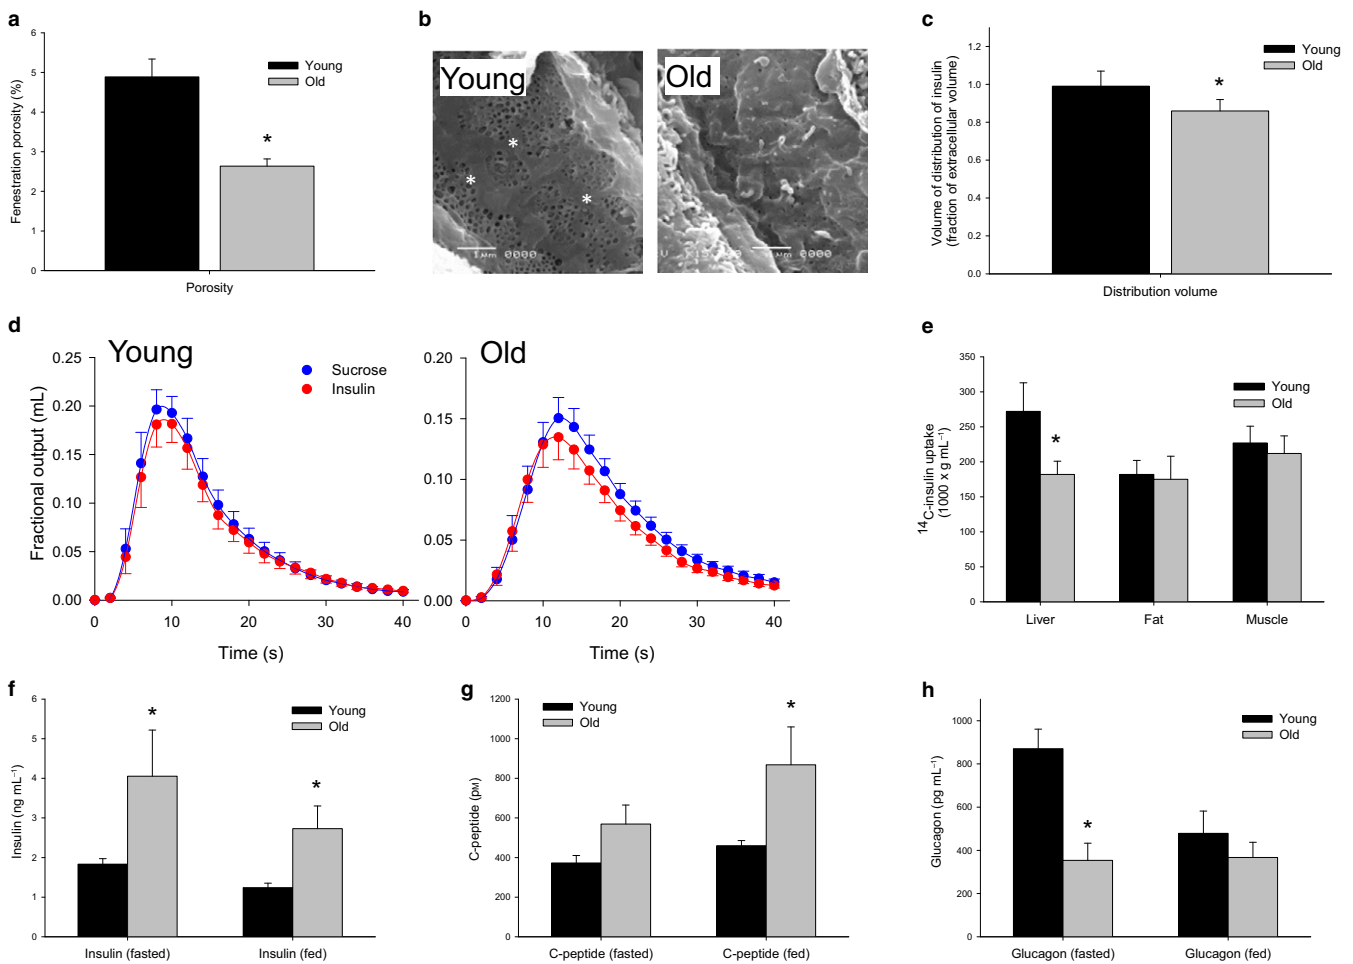 a
Fenestration porosity (%)
6
5
4
3
2
1
0
Young
Old
*
Porosity
b
Young
*
*
*
1 μm 0000
Old
0000
c
Volume of distribution of insulin
(fraction of extracellular volume)
1.2
1.0
0.8
0.6
0.4
0.2
0.0
Young
Old
*
Distribution volume
d
Fractional output (mL)
Young
0.25
0.20
0.15
0.10
0.05
0.00
Sucrose
Insulin
0 10 20 30 40
Time (s)
Old
0.20
0.15
0.10
0.05
0.00
0 10 20 30 40
Time (s)
e
¹⁴C-insulin uptake
(1000 x g mL⁻¹)
350
300
250
200
150
100
50
0
Young
Old
*
Liver Fat Muscle
f
Insulin (ng mL⁻¹)
6
5
4
3
2
1
0
Young
Old
*
*
Insulin (fasted) Insulin (fed)
g
C-peptide (pM)
1200
1000
800
600
400
200
0
Young
Old
*
C-peptide (fasted) C-peptide (fed)
h
Glucagon (pg mL⁻¹)
1000
800
600
400
200
0
Young
Old
*
Glucagon (fasted) Glucagon (fed)